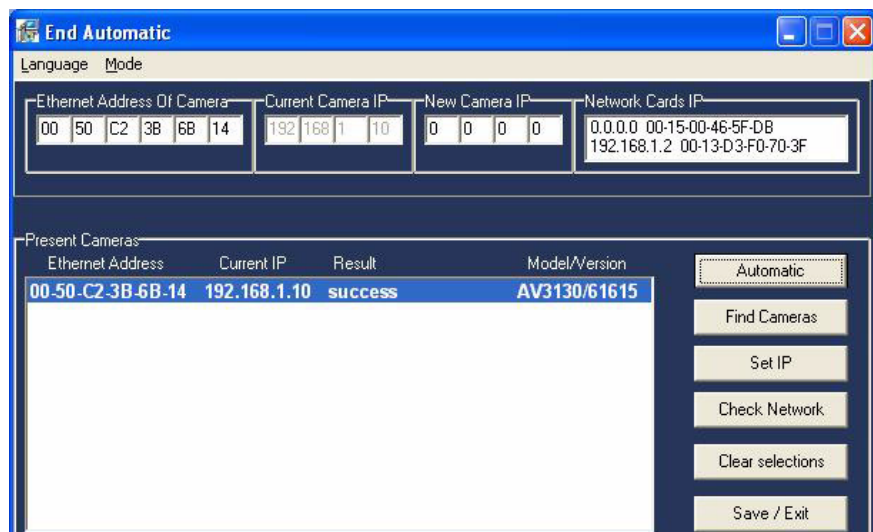 End Automatic
Language Mode
Ethernet Address Of Camera Current Camera IP New Camera IP Network Cards IP
00 50 C2 3B 6B 14 192 168 1 10 0 0 0 0 0.0.0.0 00-15-00-46-5F-DB
192.168.1.2 00-13-D3-F0-70-3F
Present Cameras
Ethernet Address Current IP Result Model/Version
Automatic
00-50-C2-3B-6B-14 192.168.1.10 success AV3130/61615
Find Cameras
Set IP
Check Network
Clear selections
Save / Exit